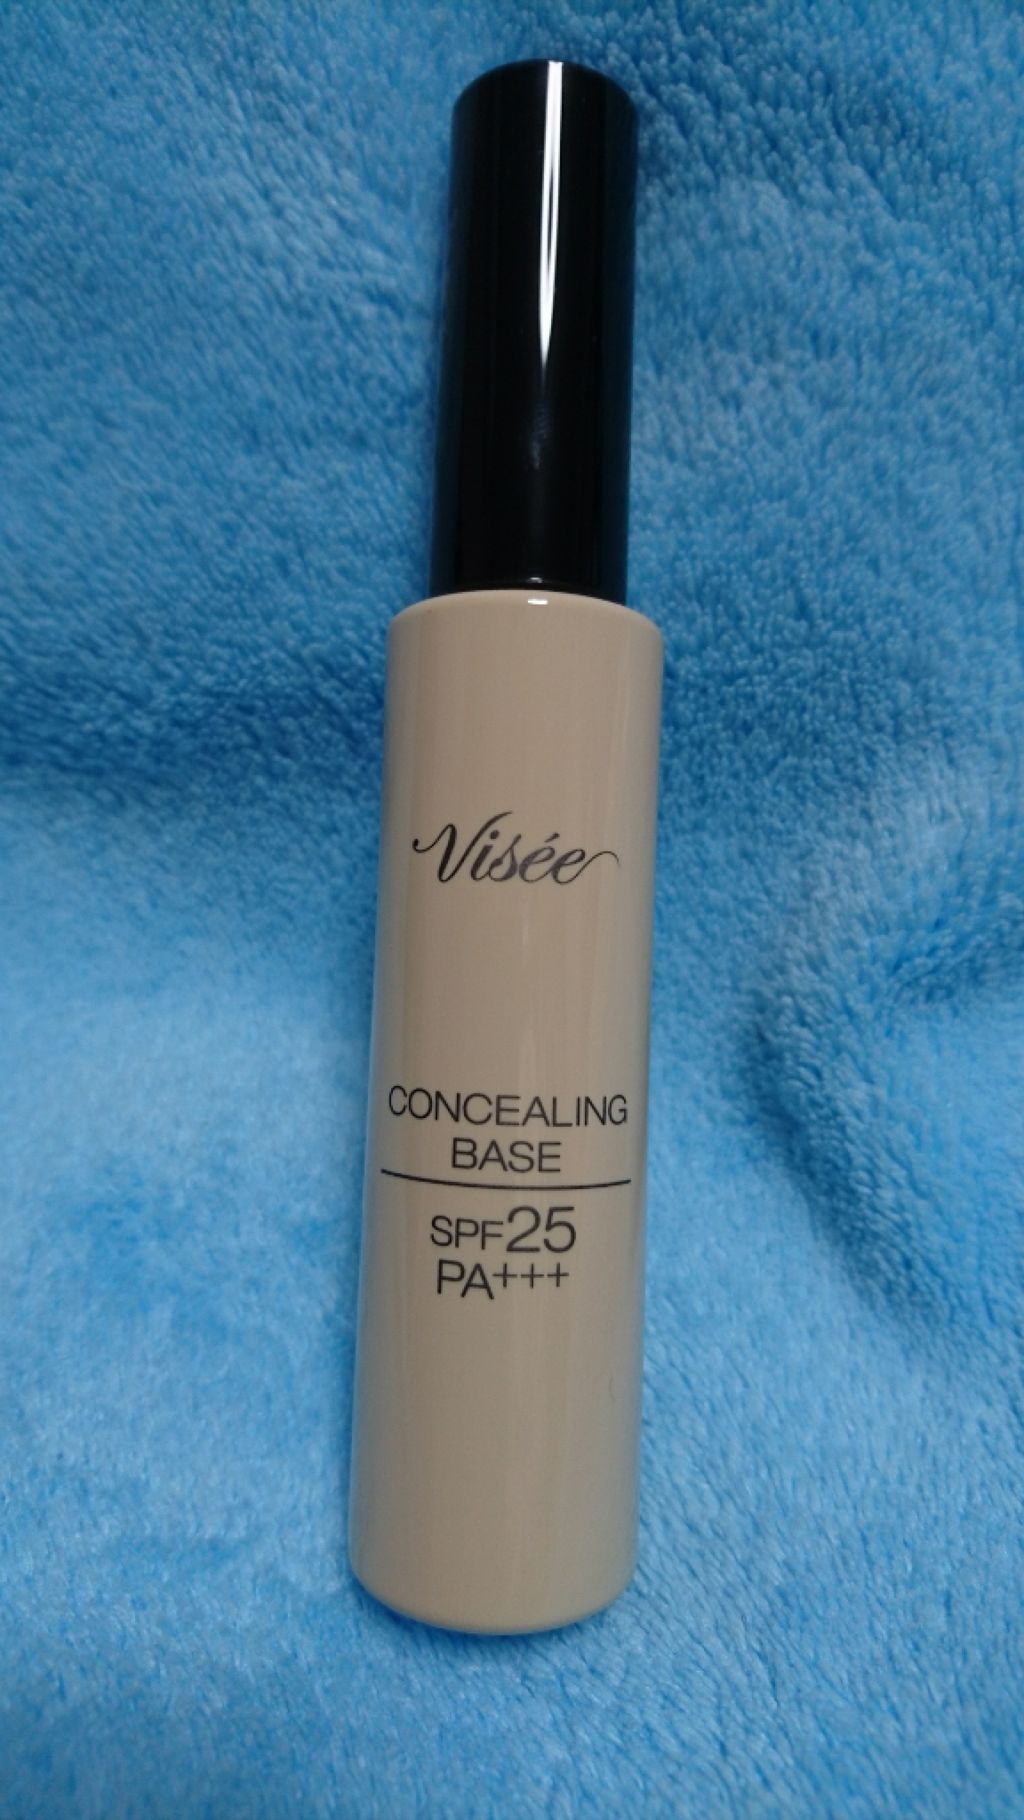 Visée
CONCEALING
BASE
SPF25
PA+++